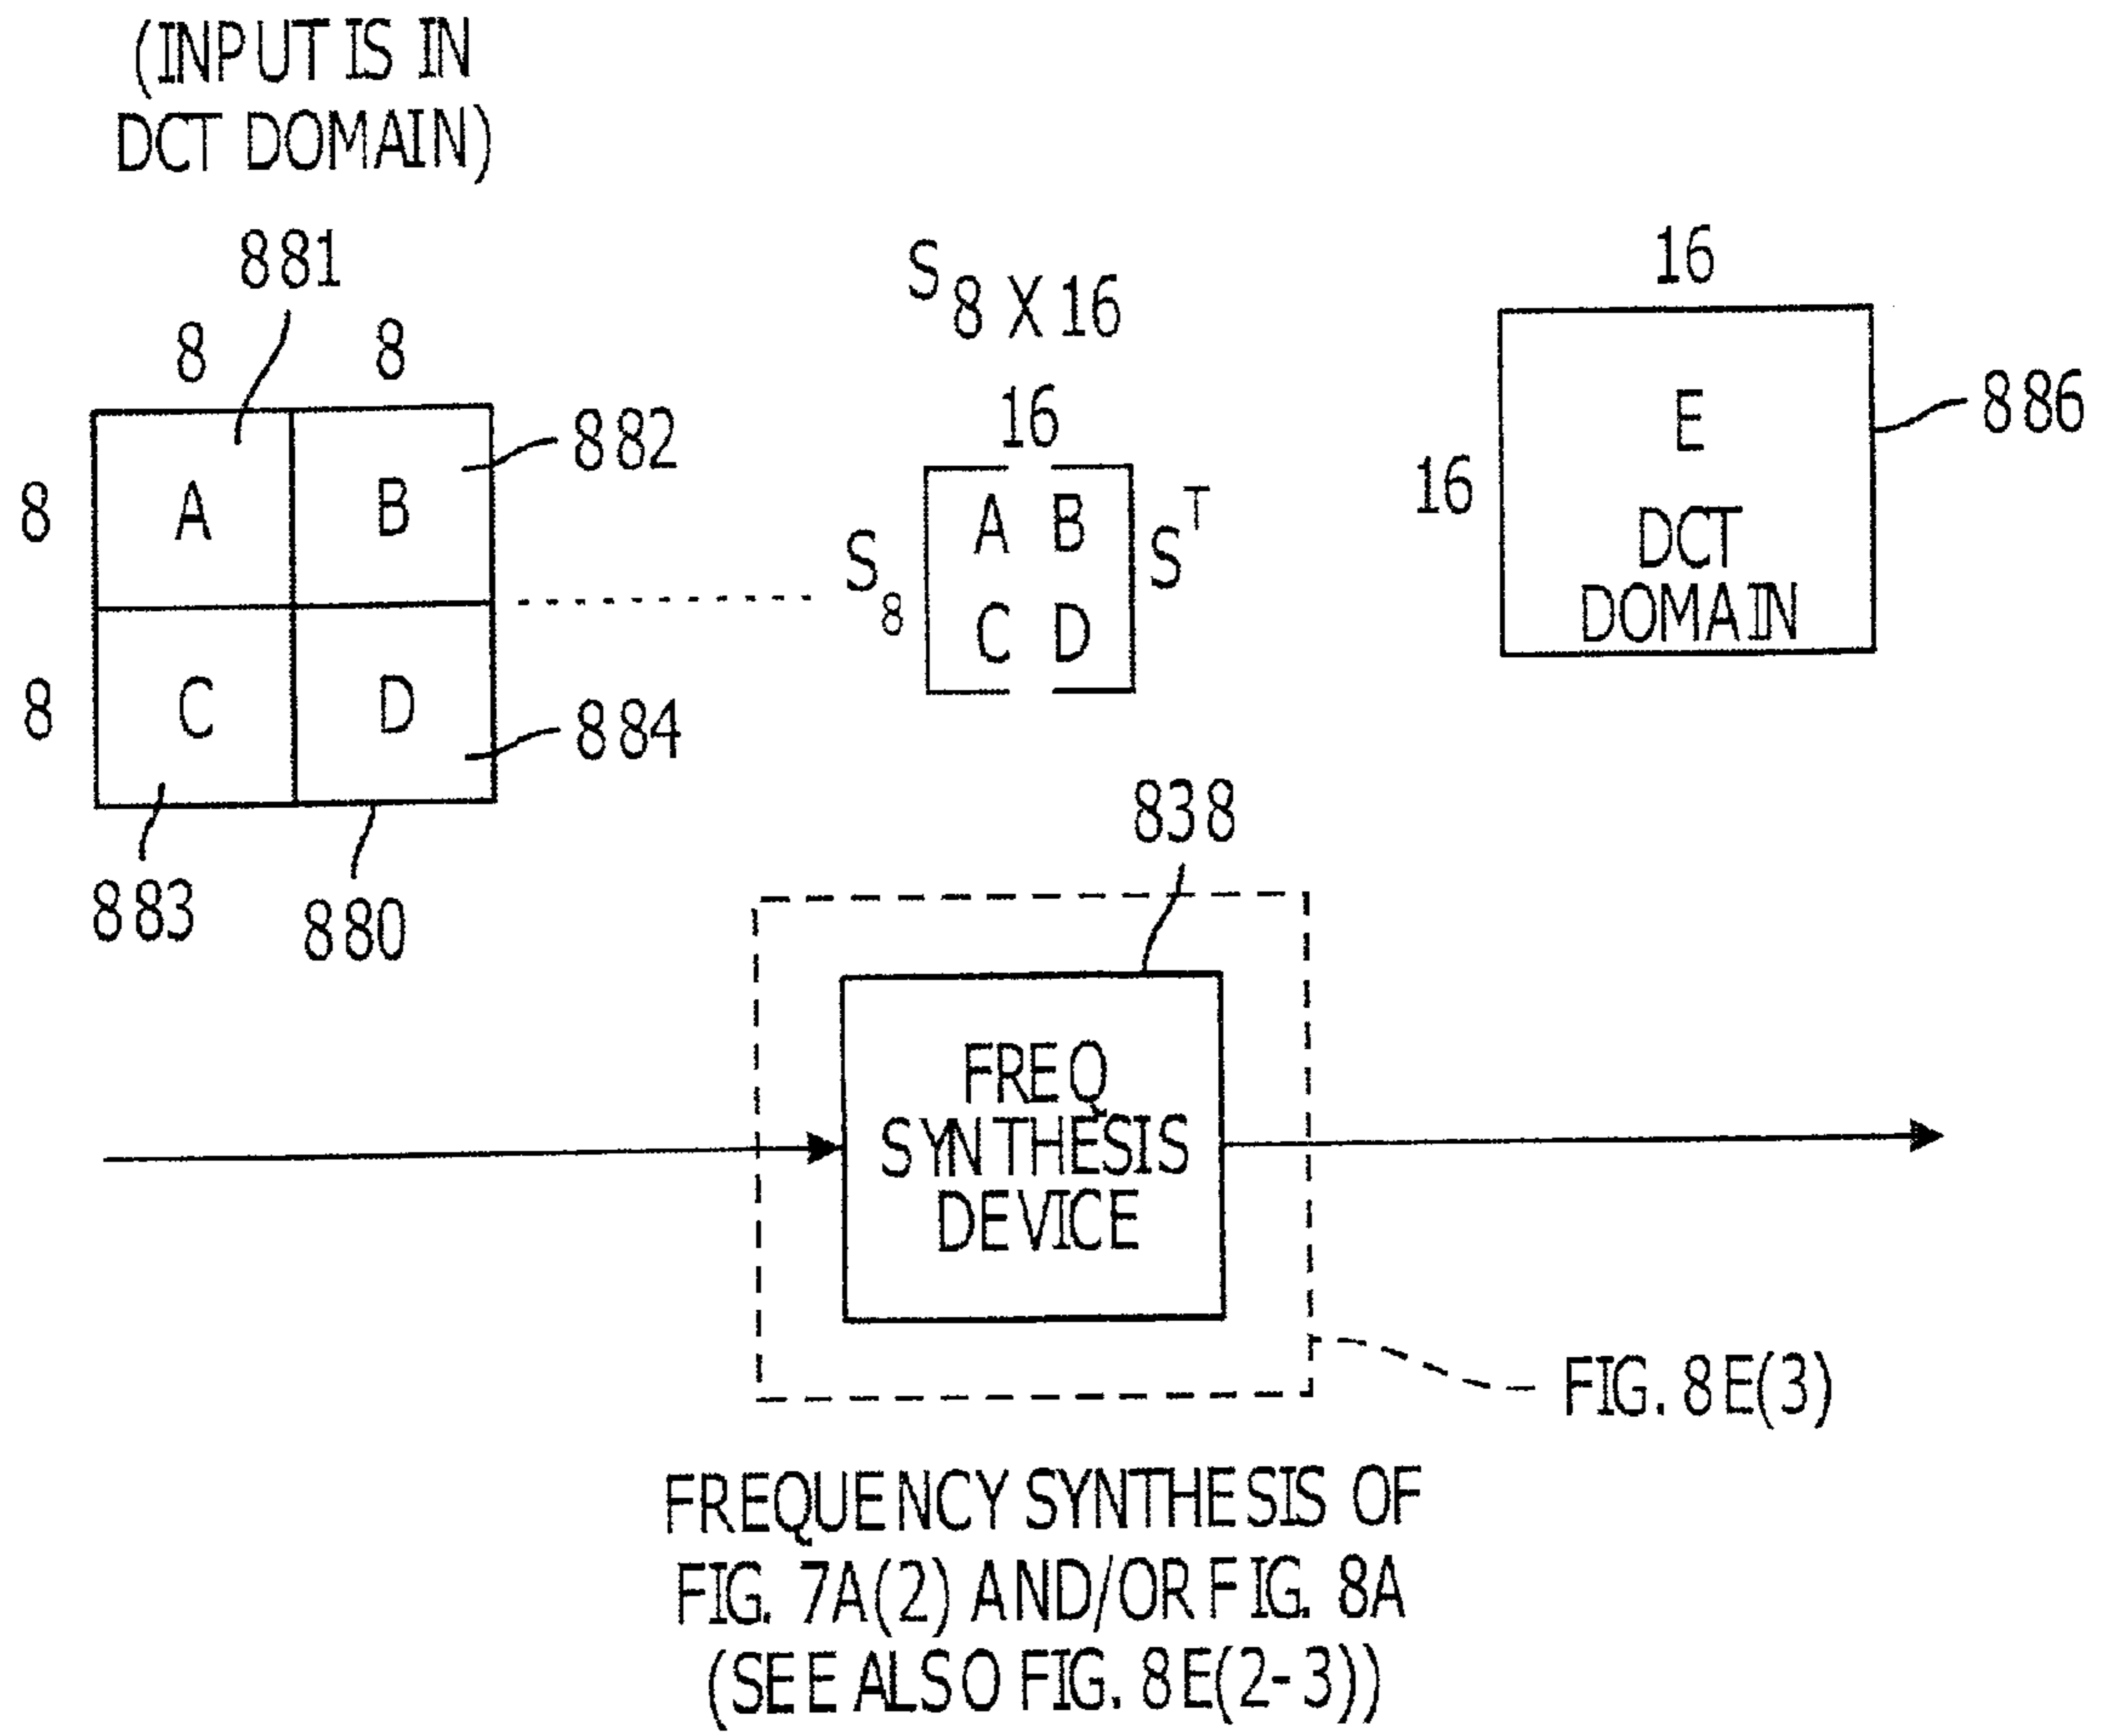 (INPUT IS IN
DCT DOMAIN)
881
8 8
882
8 A B
8 C D
884
883
880
S 8 X 16
16
S8 A B S^T
C D
16
16
E
DCT
DOMAIN
886
838
FREQ
SYNTHESIS
DEVICE
FIG. 8E(3)
FREQUENCY SYNTHESIS OF
FIG. 7A(2) AND/OR FIG. 8A
(SEE ALSO FIG. 8E(2-3))